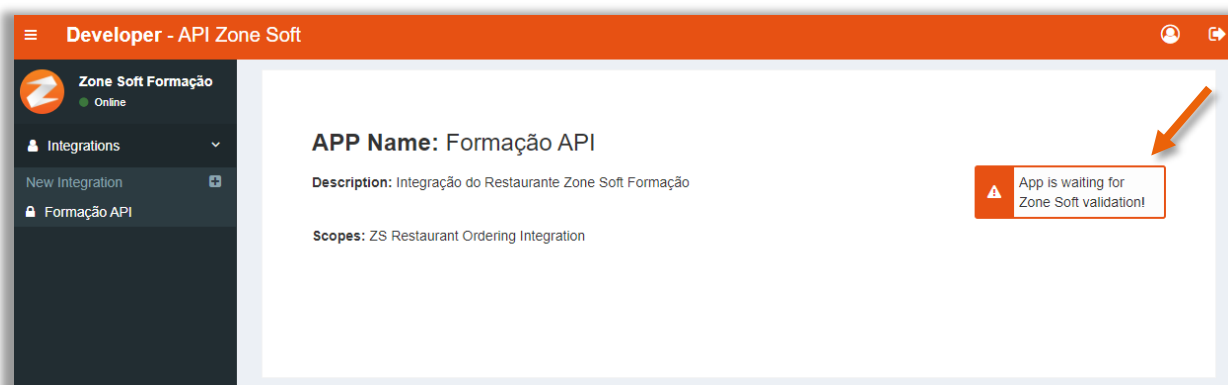 Developer - API Zone Soft
Zone Soft Formação
Online
Integrations
New Integration
Formação API
APP Name: Formação API
Description: Integração do Restaurante Zone Soft Formação
Scopes: ZS Restaurant Ordering Integration
App is waiting for
Zone Soft validation!